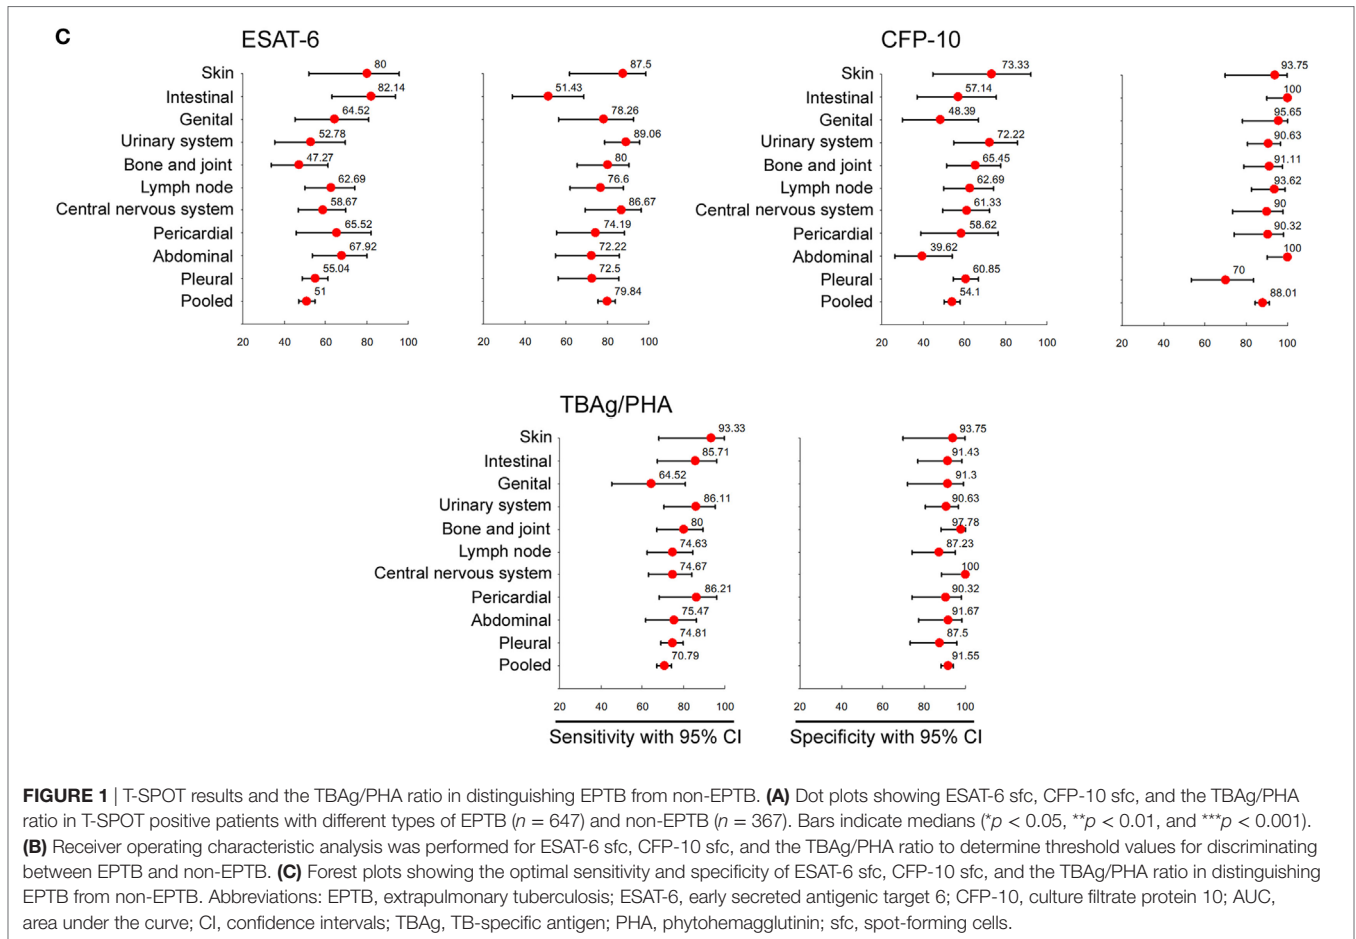 C
ESAT-6
CFP-10
Skin 80 87.5
Intestinal 82.14 51.43
Genital 64.52 78.26
Urinary system 52.78 89.06
Bone and joint 47.27 80
Lymph node 62.69 76.6
Central nervous system 58.67 86.67
Pericardial 65.52 74.19
Abdominal 67.92 72.22
Pleural 55.04 72.5
Pooled 51 79.84
20 40 60 80 100 20 40 60 80 100
Skin 73.33 93.75
Intestinal 57.14 100
Genital 48.39 95.65
Urinary system 72.22 90.63
Bone and joint 65.45 91.11
Lymph node 62.69 93.62
Central nervous system 61.33 90
Pericardial 58.62 90.32
Abdominal 39.62 100
Pleural 60.85 70
Pooled 54.1 88.01
20 40 60 80 100 20 40 60 80 100
TBAg/PHA
Skin 93.33 93.75
Intestinal 85.71 91.43
Genital 64.52 91.3
Urinary system 86.11 90.63
Bone and joint 80 97.78
Lymph node 74.63 87.23
Central nervous system 74.67 100
Pericardial 86.21 90.32
Abdominal 75.47 91.67
Pleural 74.81 87.5
Pooled 70.79 91.55
20 40 60 80 100 20 40 60 80 100
Sensitivity with 95% CI Specificity with 95% CI
FIGURE 1 | T-SPOT results and the TBAg/PHA ratio in distinguishing EPTB from non-EPTB. (A) Dot plots showing ESAT-6 sfc, CFP-10 sfc, and the TBAg/PHA
ratio in T-SPOT positive patients with different types of EPTB (n = 647) and non-EPTB (n = 367). Bars indicate medians (*p < 0.05, **p < 0.01, and ***p < 0.001).
(B) Receiver operating characteristic analysis was performed for ESAT-6 sfc, CFP-10 sfc, and the TBAg/PHA ratio to determine threshold values for discriminating
between EPTB and non-EPTB. (C) Forest plots showing the optimal sensitivity and specificity of ESAT-6 sfc, CFP-10 sfc, and the TBAg/PHA ratio in distinguishing
EPTB from non-EPTB. Abbreviations: EPTB, extrapulmonary tuberculosis; ESAT-6, early secreted antigenic target 6; CFP-10, culture filtrate protein 10; AUC,
area under the curve; CI, confidence intervals; TBAg, TB-specific antigen; PHA, phytohemagglutinin; sfc, spot-forming cells.